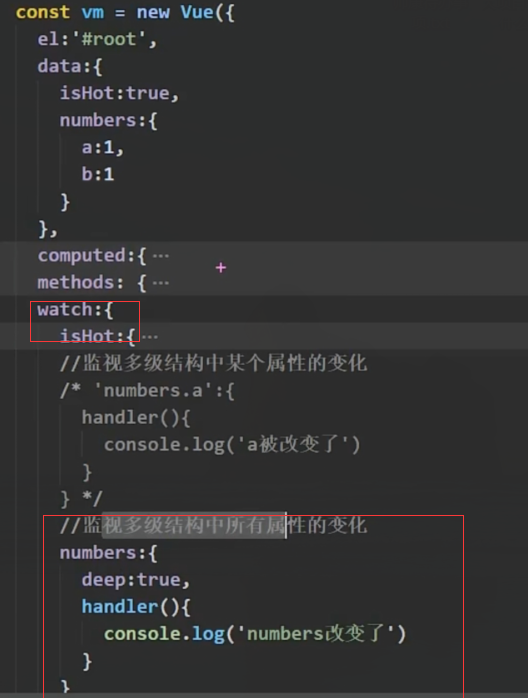 const vm = new Vue({
el:'#root',
data:{
isHot:true,
numbers:{
a:1,
b:1
}
},
computed:{ ···
methods: { ···
watch:{
isHot:{ ···
//监视多级结构中某个属性的变化
/* 'numbers.a':{
handler(){
console.log('a被改变了')
}
} */
//监视多级结构中所有属性的变化
numbers:{
deep:true,
handler(){
console.log('numbers改变了')
}
}